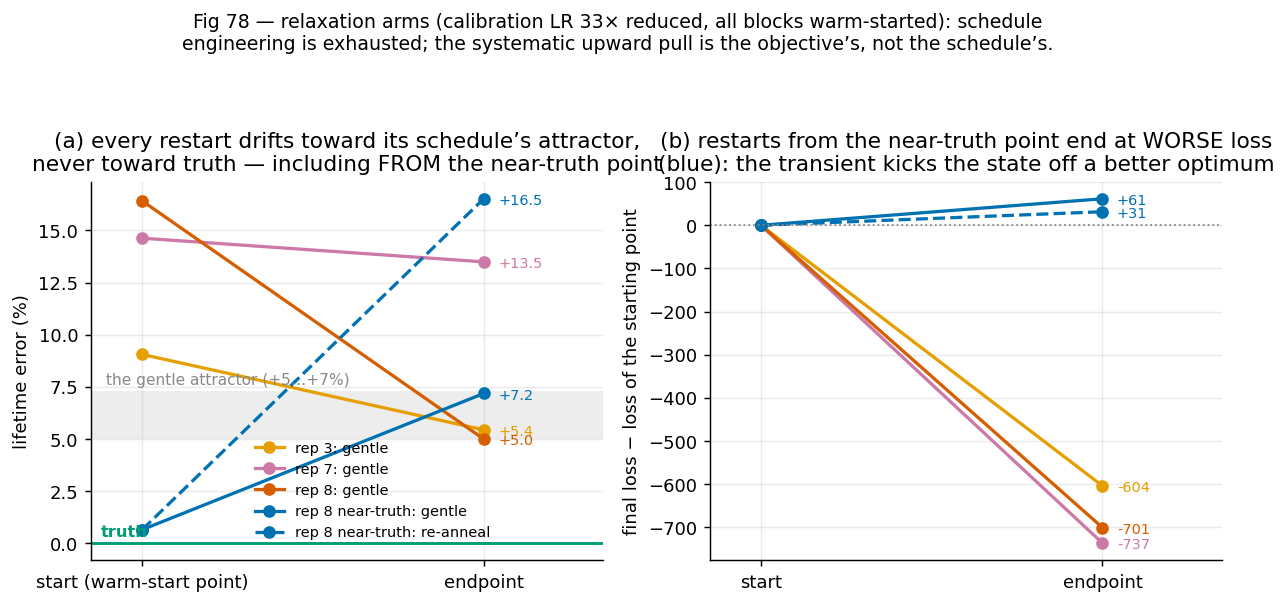 Fig 78 — relaxation arms (calibration LR 33× reduced, all blocks warm-started): schedule
engineering is exhausted; the systematic upward pull is the objective’s, not the schedule’s.
(a) every restart drifts toward its schedule’s attractor,
never toward truth — including FROM the near-truth point
(b) restarts from the near-truth point end at WORSE loss
(blue): the transient kicks the state off a better optimum
lifetime error (%)
15.0
12.5
10.0
7.5
5.0
2.5
0.0
+16.5
+13.5
+7.2
+5.4
+5.0
the gentle attractor (+5…+7%)
truth
rep 3: gentle
rep 7: gentle
rep 8: gentle
rep 8 near-truth: gentle
rep 8 near-truth: re-anneal
start (warm-start point)
endpoint
final loss − loss of the starting point
100
0
−100
−200
−300
−400
−500
−600
−700
+61
+31
-604
-701
-737
start
endpoint